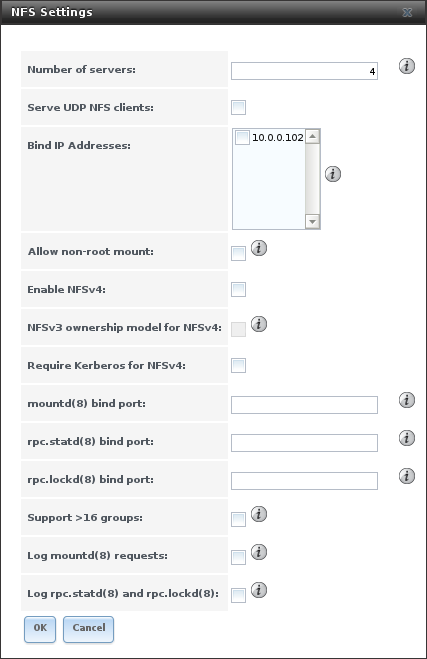 NFS Settings
Number of servers: 4
Serve UDP NFS clients:
Bind IP Addresses: 10.0.0.102
Allow non-root mount:
Enable NFSv4:
NFSv3 ownership model for NFSv4:
Require Kerberos for NFSv4:
mountd(8) bind port:
rpc.statd(8) bind port:
rpc.lockd(8) bind port:
Support >16 groups:
Log mountd(8) requests:
Log rpc.statd(8) and rpc.lockd(8):
OK Cancel